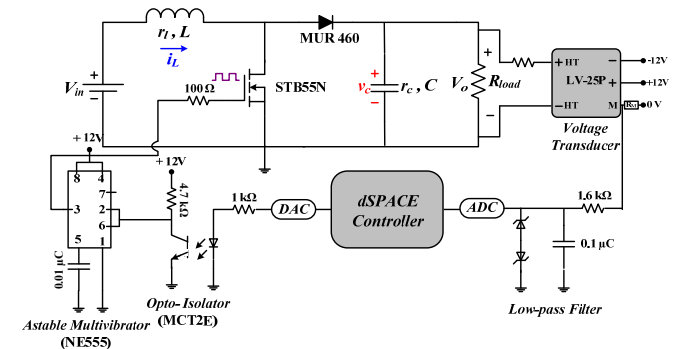 r_l , L
i_L
MUR 460
V_in
100 Ω
STB55N
v_c
r_c , C
V_o
R_load
+ HT
- HT
LV-25P
-
+
M
-12V
+12V
R_M
0 V
Voltage
Transducer
+ 12V
8
4
7
3
2
6
5
1
0.01 μC
+ 12V
4.7 kΩ
1 kΩ
DAC
dSPACE
Controller
ADC
1.6 kΩ
0.1 μC
Low-pass Filter
Opto- Isolator
(MCT2E)
Astable Multivibrator
(NE555)